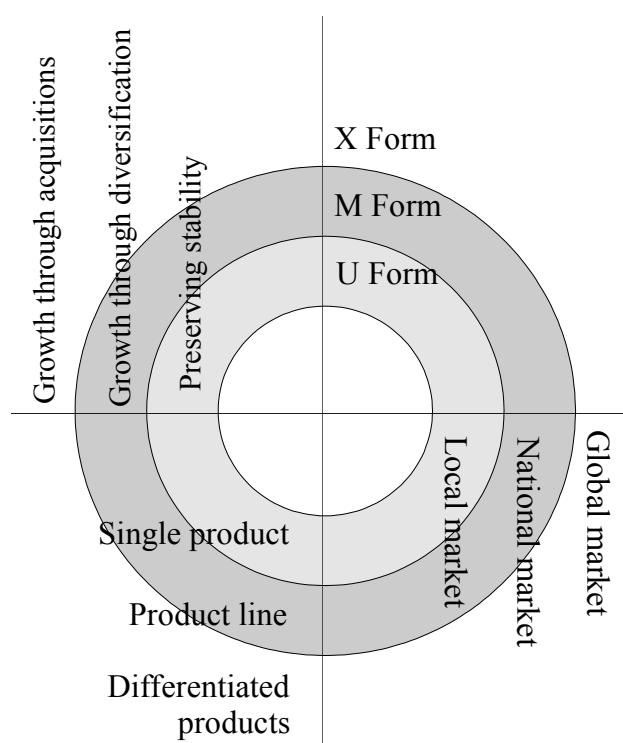 Growth through acquisitions
Growth through diversification
Preserving stability
X Form
M Form
U Form
Local market
National market
Global market
Single product
Product line
Differentiated
products